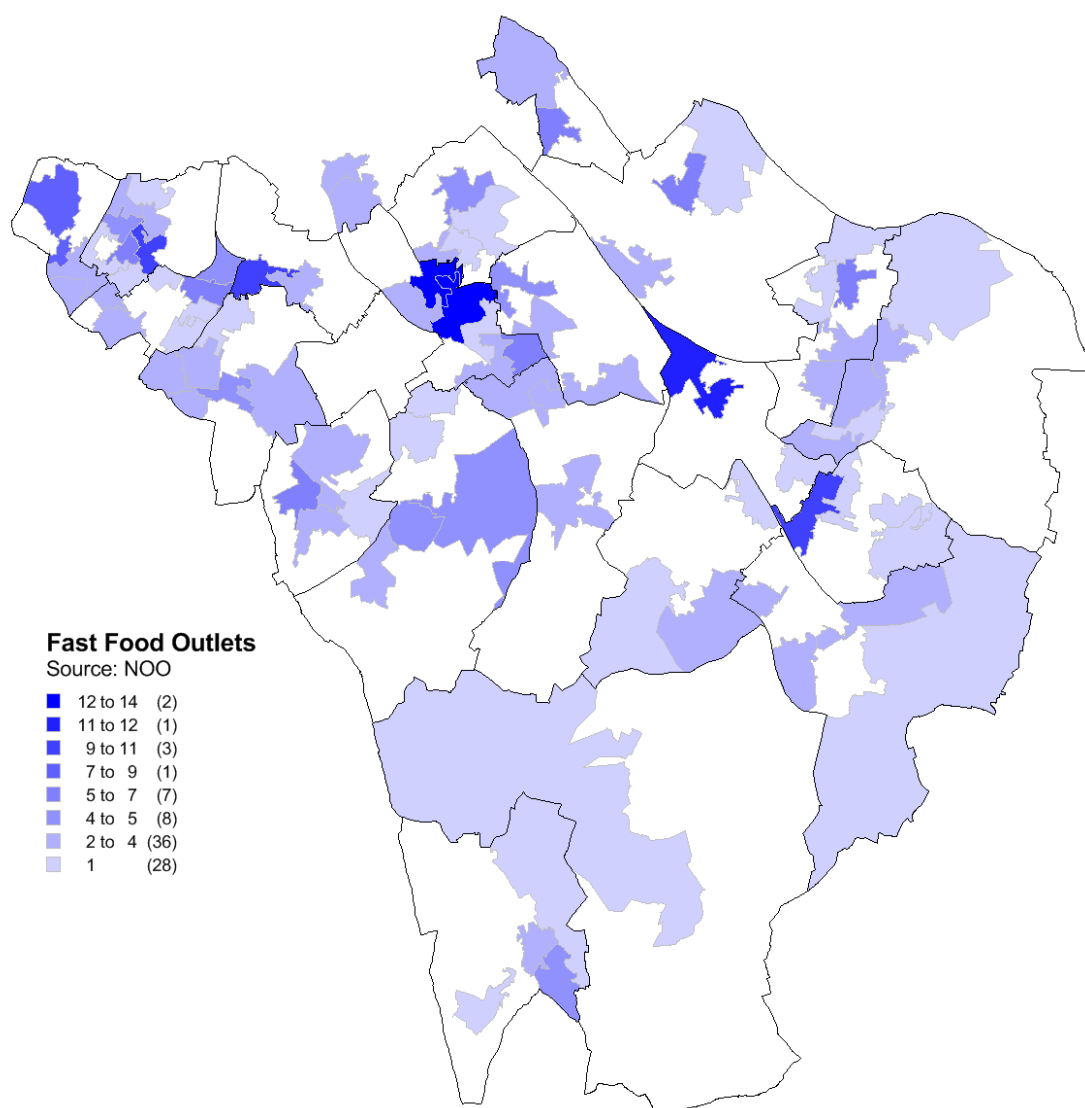 Fast Food Outlets
Source: NOO
12 to 14 (2)
11 to 12 (1)
9 to 11 (3)
7 to 9 (1)
5 to 7 (7)
4 to 5 (8)
2 to 4 (36)
1 (28)